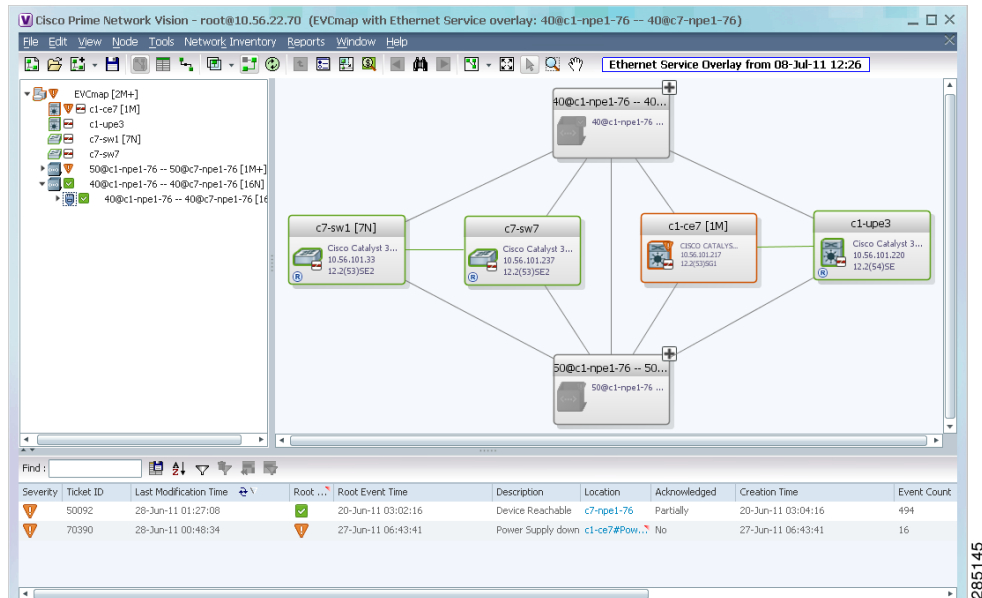 Cisco Prime Network Vision - root@10.56.22.70 (EVCmap with Ethernet Service overlay: 40@c1-npe1-76 -- 40@c7-npe1-76)
File Edit View Node Tools Network Inventory Reports Window Help
Ethernet Service Overlay from 08-Jul-11 12:26
EVCmap [2M+]
c1-ce7 [1M]
c1-upe3
c7-sw1 [7N]
c7-sw7
50@c1-npe1-76 -- 50@c7-npe1-76 [1M+]
40@c1-npe1-76 -- 40@c7-npe1-76 [16N]
40@c1-npe1-76 -- 40@c7-npe1-76 [16
40@c1-npe1-76 -- 40...
40@c1-npe1-76 ...
c7-sw1 [7N]
Cisco Catalyst 3...
10.56.101.33
12.2(53)SE2
c7-sw7
Cisco Catalyst 3...
10.56.101.237
12.2(53)SE2
c1-ce7 [1M]
CISCO CATALYS...
10.56.101.217
12.2(53)SG1
c1-upe3
Cisco Catalyst 3...
10.56.101.220
12.2(54)SE
50@c1-npe1-76 -- 50...
50@c1-npe1-76 ...
Find :
Severity Ticket ID Last Modification Time Root ... Root Event Time Description Location Acknowledged Creation Time Event Count
50092 28-Jun-11 01:27:08 20-Jun-11 03:02:16 Device Reachable c7-npe1-76 Partially 20-Jun-11 03:04:16 494
70390 28-Jun-11 00:48:34 27-Jun-11 06:43:41 Power Supply down c1-ce7#Pow... No 27-Jun-11 06:43:41 16
285145